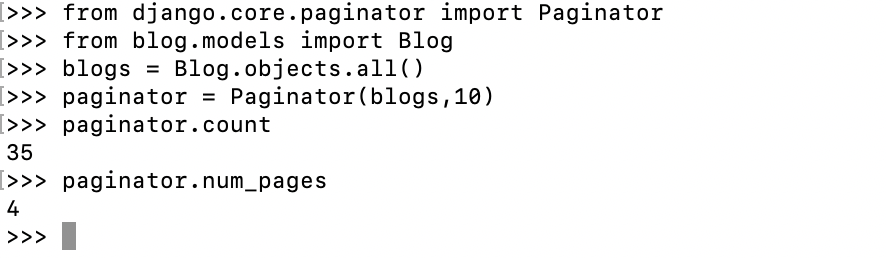 [>>> from django.core.paginator import Paginator
[>>> from blog.models import Blog
[>>> blogs = Blog.objects.all()
[>>> paginator = Paginator(blogs,10)
[>>> paginator.count
35
[>>> paginator.num_pages
4
>>>